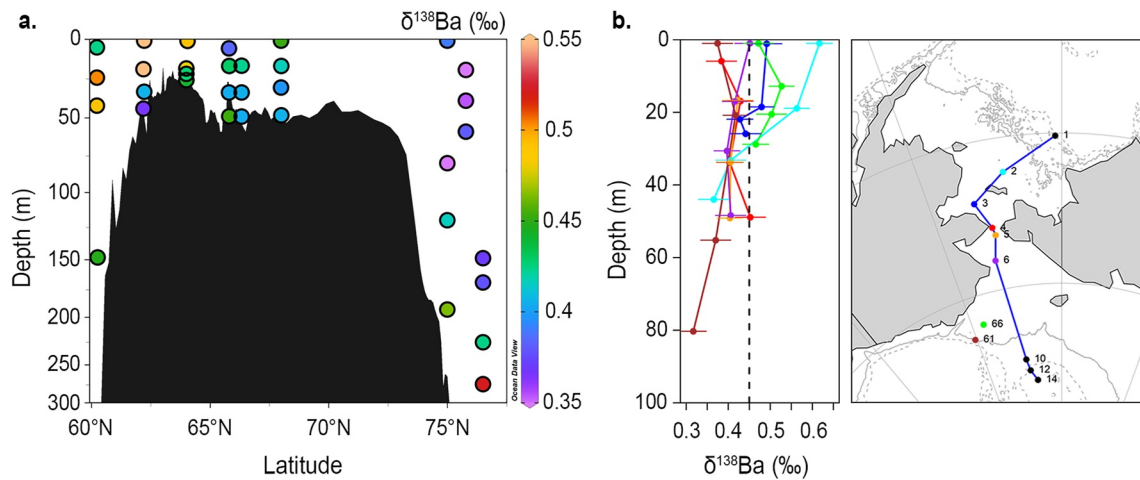 a.
δ¹³⁸Ba (‰)
0
50
100
150
200
250
300
Depth (m)
60°N
65°N
70°N
75°N
Latitude
Ocean Data View
0.55
0.5
0.45
0.4
0.35
b.
0
20
40
60
80
100
Depth (m)
0.3 0.4 0.5 0.6
δ¹³⁸Ba (‰)
1
2
3
4
5
6
66
61
10
12
14